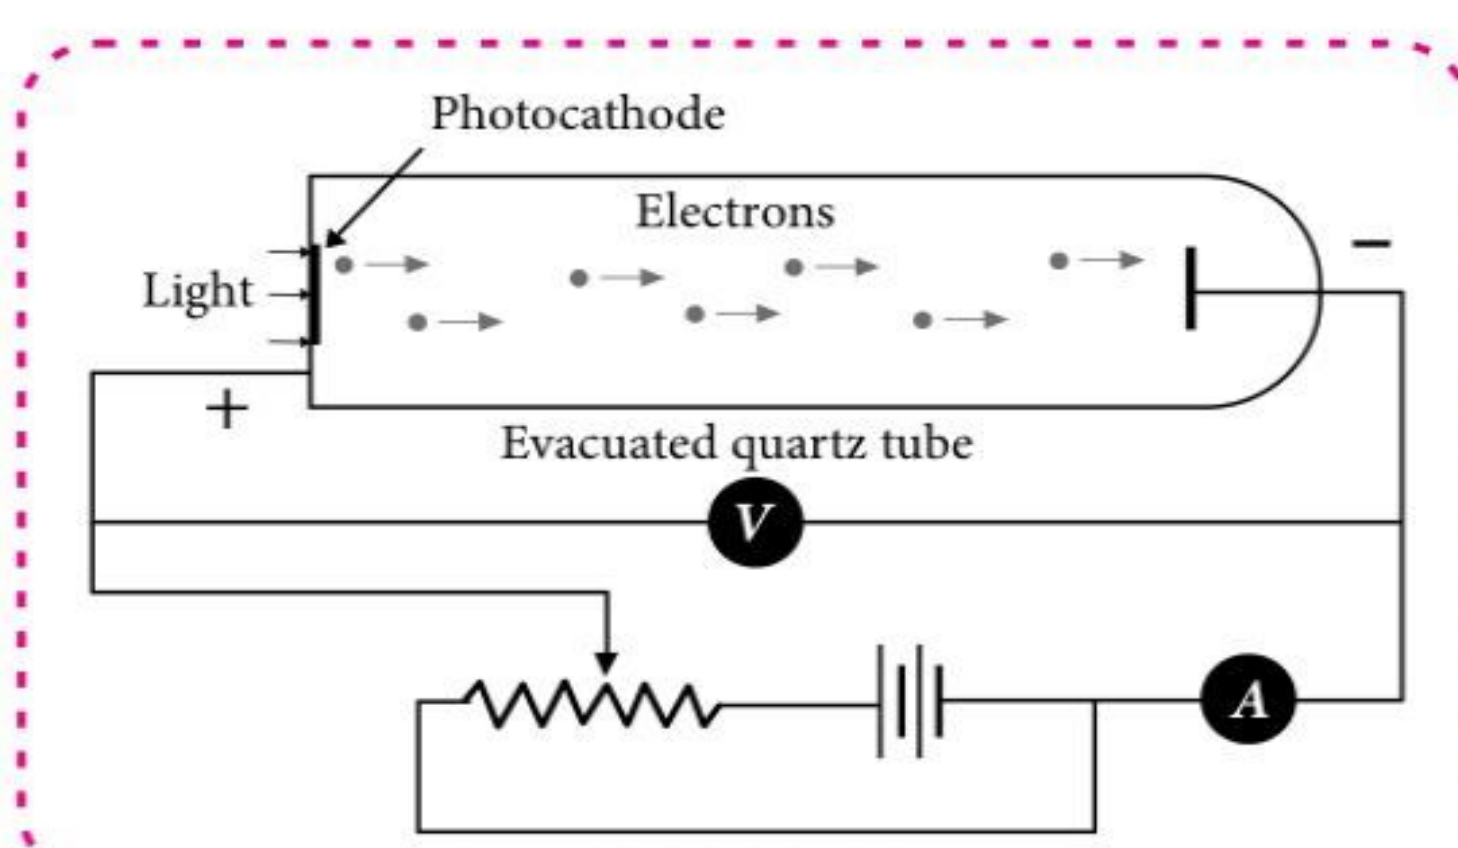 Photocathode
Electrons
−
Light
+
Evacuated quartz tube
V
A